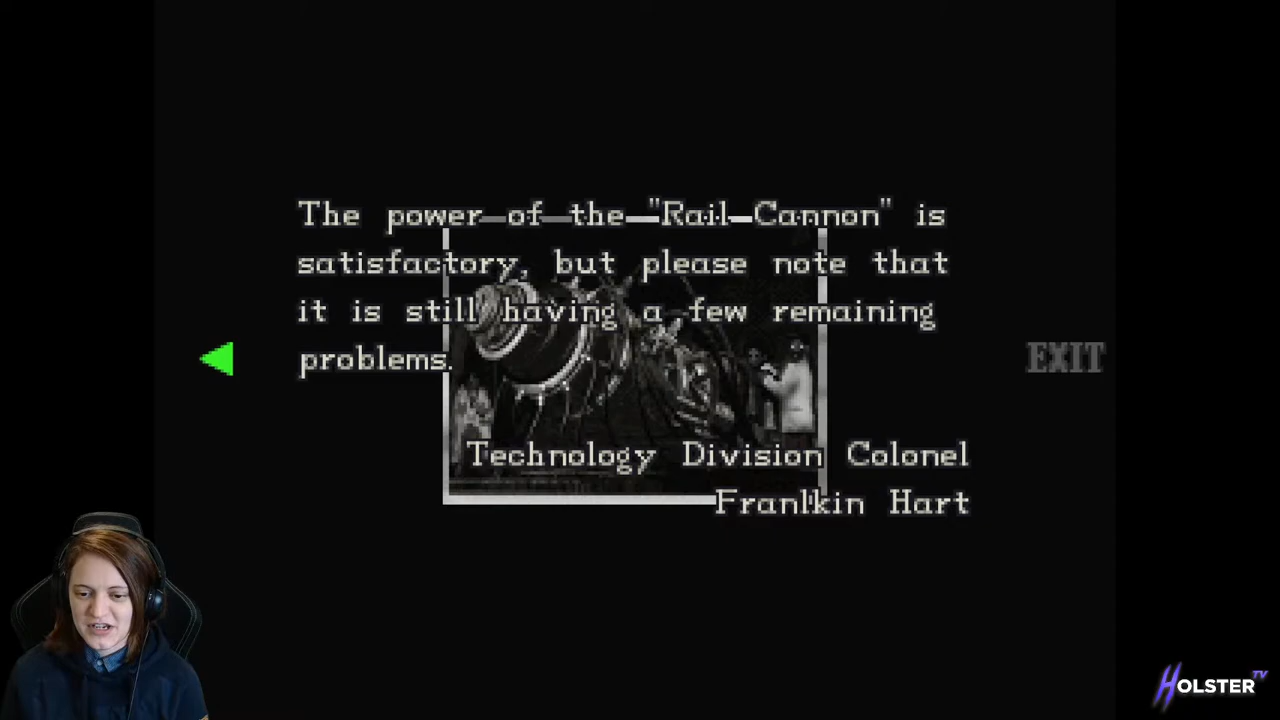 The power of the "Rail Cannon" is
satisfactory, but please note that
it is still having a few remaining
problems.
EXIT
Technology Division Colonel
Franlkin Hart
HOLSTER TV